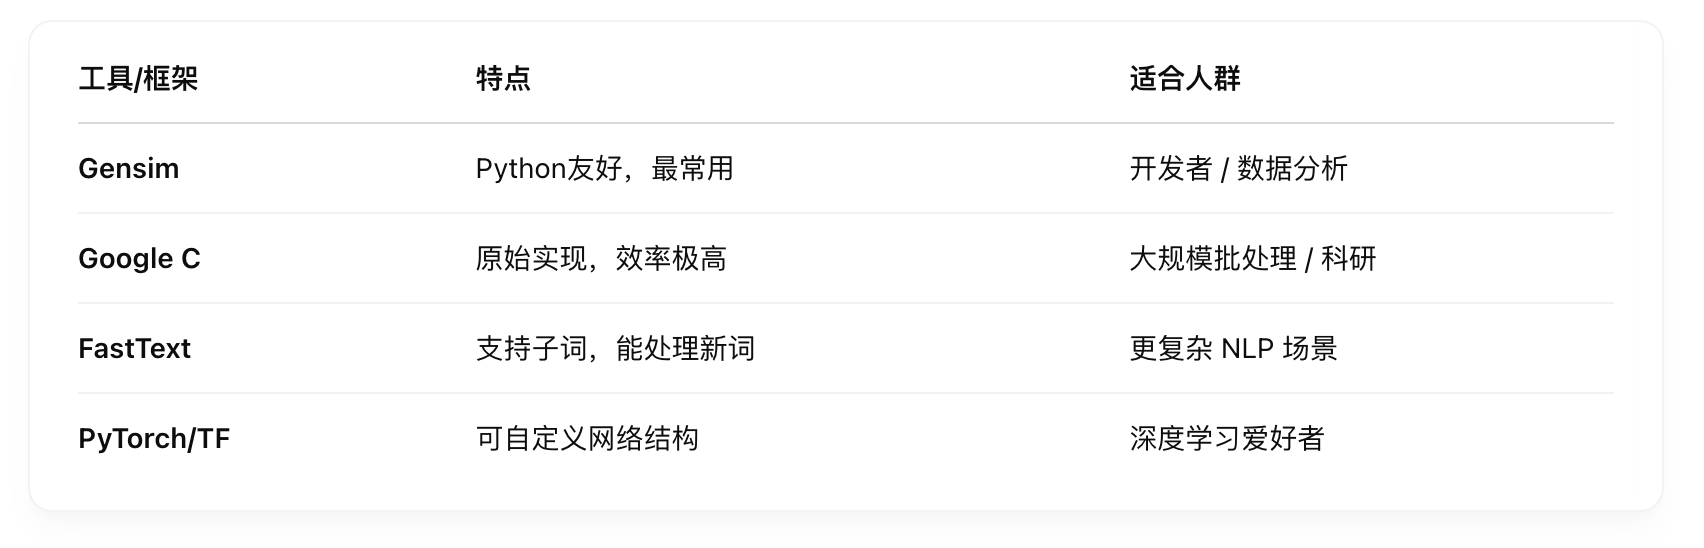 工具/框架 特点 适合人群
Gensim Python友好，最常用 开发者 / 数据分析
Google C 原始实现，效率极高 大规模批处理 / 科研
FastText 支持子词，能处理新词 更复杂 NLP 场景
PyTorch/TF 可自定义网络结构 深度学习爱好者